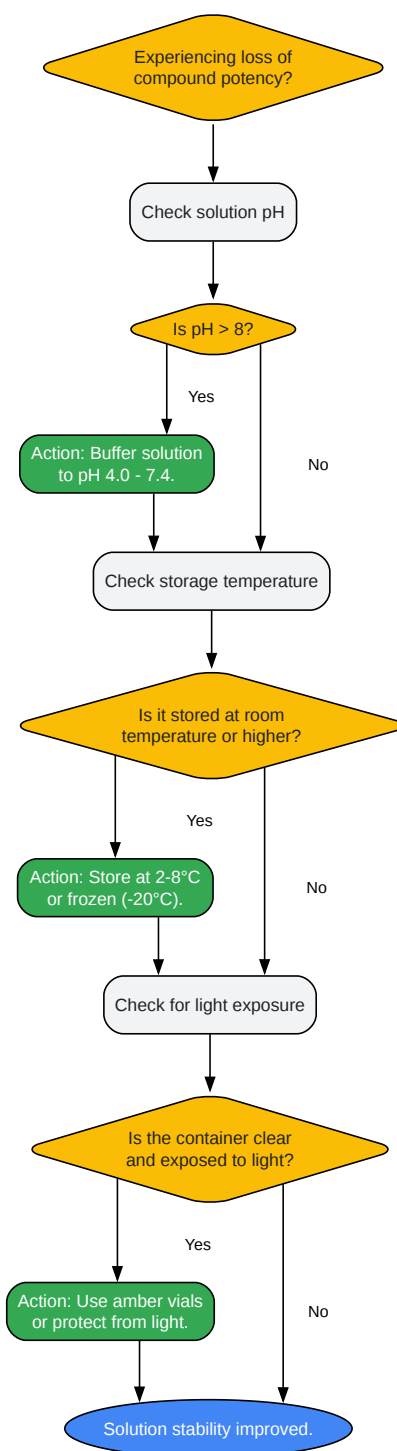 Experiencing loss of
compound potency?
Check solution pH
Is pH > 8?
Yes
Action: Buffer solution
to pH 4.0 - 7.4.
No
Check storage temperature
Is it stored at room
temperature or higher?
Yes
Action: Store at 2-8°C
or frozen (-20°C).
No
Check for light exposure
Is the container clear
and exposed to light?
Yes
Action: Use amber vials
or protect from light.
No
Solution stability improved.